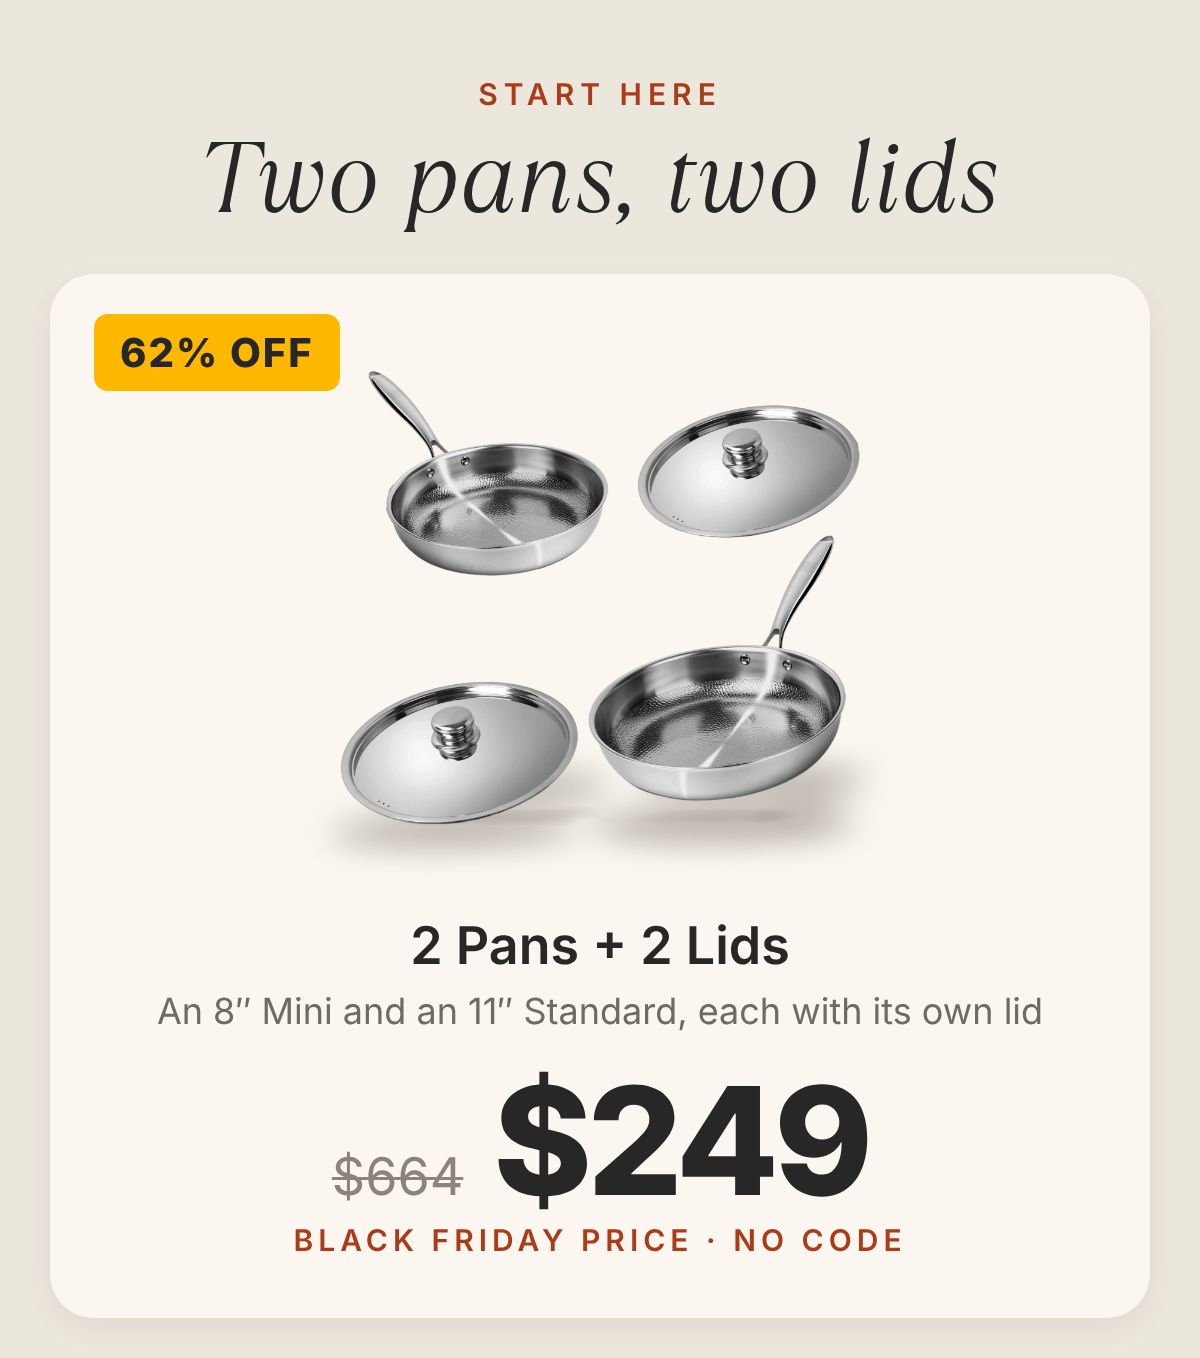 START HERE
Two pans, two lids
62% OFF
2 Pans + 2 Lids
An 8″ Mini and an 11″ Standard, each with its own lid
$664 $249
BLACK FRIDAY PRICE · NO CODE